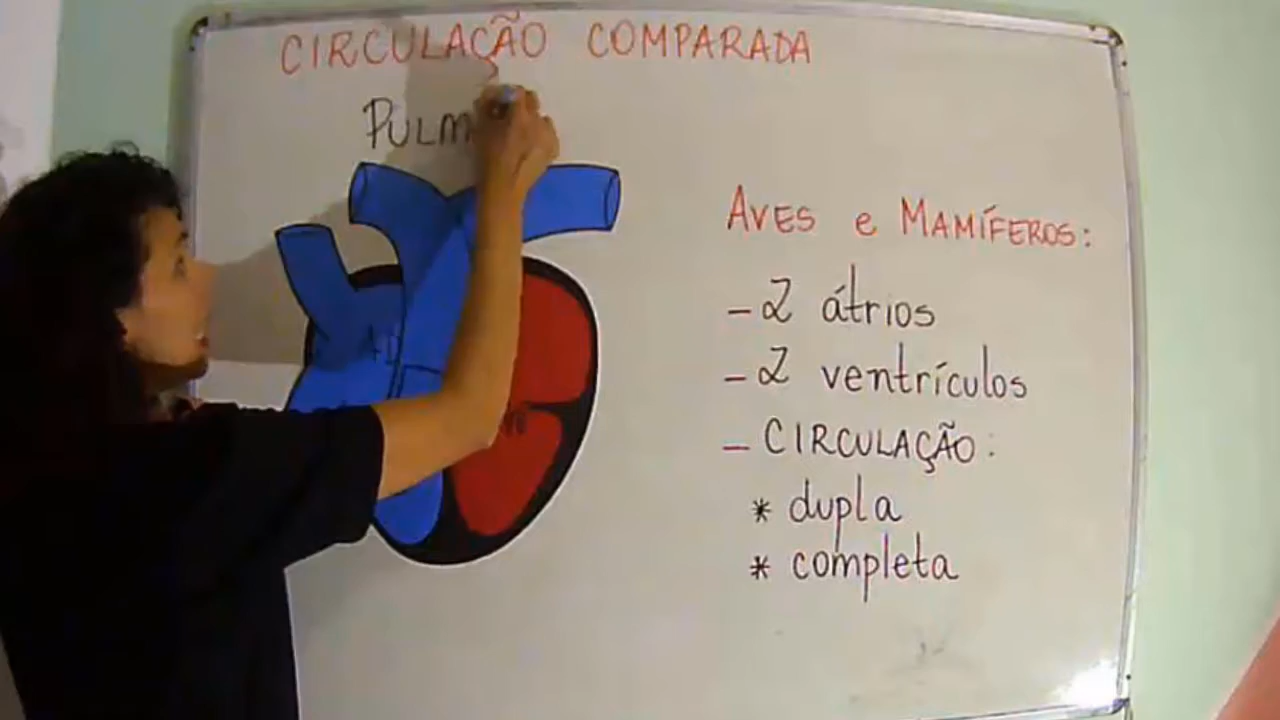 CIRCULAÇÃO COMPARADA
PULM
AVES e MAMÍFEROS:
- 2 átrios
- 2 ventrículos
- CIRCULAÇÃO:
* dupla
* completa